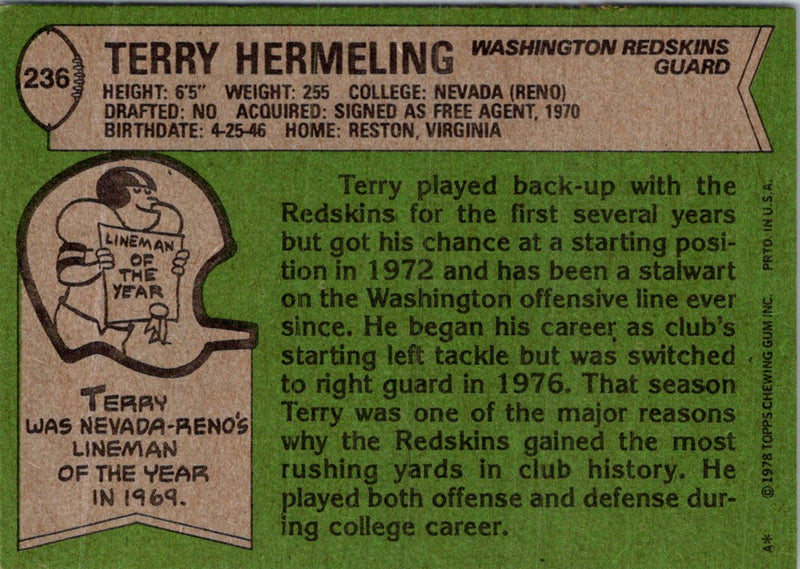 236
TERRY HERMELING
WASHINGTON REDSKINS
GUARD
HEIGHT: 6'5" WEIGHT: 255 COLLEGE: NEVADA (RENO)
DRAFTED: NO ACQUIRED: SIGNED AS FREE AGENT, 1970
BIRTHDATE: 4-25-46 HOME: RESTON, VIRGINIA
LINEMAN
OF
THE
YEAR
TERRY
WAS NEVADA-RENO'S
LINEMAN
OF THE YEAR
IN 1969.
Terry played back-up with the
Redskins for the first several years
but got his chance at a starting posi-
tion in 1972 and has been a stalwart
on the Washington offensive line ever
since. He began his career as club's
starting left tackle but was switched
to right guard in 1976. That season
Terry was one of the major reasons
why the Redskins gained the most
rushing yards in club history. He
played both offense and defense dur-
ing college career.
A* © 1978 TOPPS CHEWING GUM INC. PRTD. IN U.S.A.